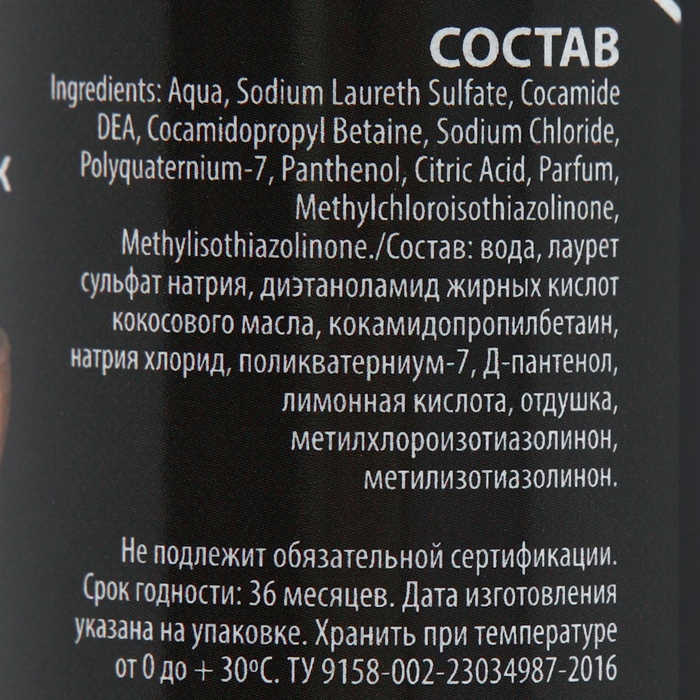 СОСТАВ
Ingredients: Aqua, Sodium Laureth Sulfate, Cocamide
DEA, Cocamidopropyl Betaine, Sodium Chloride,
Polyquaternium-7, Panthenol, Citric Acid, Parfum,
Methylchloroisothiazolinone,
Methylisothiazolinone./Состав: вода, лаурет
сульфат натрия, диэтаноламид жирных кислот
кокосового масла, кокамидопропилбетаин,
натрия хлорид, поликватерниум-7, Д-пантенол,
лимонная кислота, отдушка,
метилхлороизотиазолинон,
метилизотиазолинон.
Не подлежит обязательной сертификации.
Срок годности: 36 месяцев. Дата изготовления
указана на упаковке. Хранить при температуре
от 0 до + 30ºС. ТУ 9158-002-23034987-2016